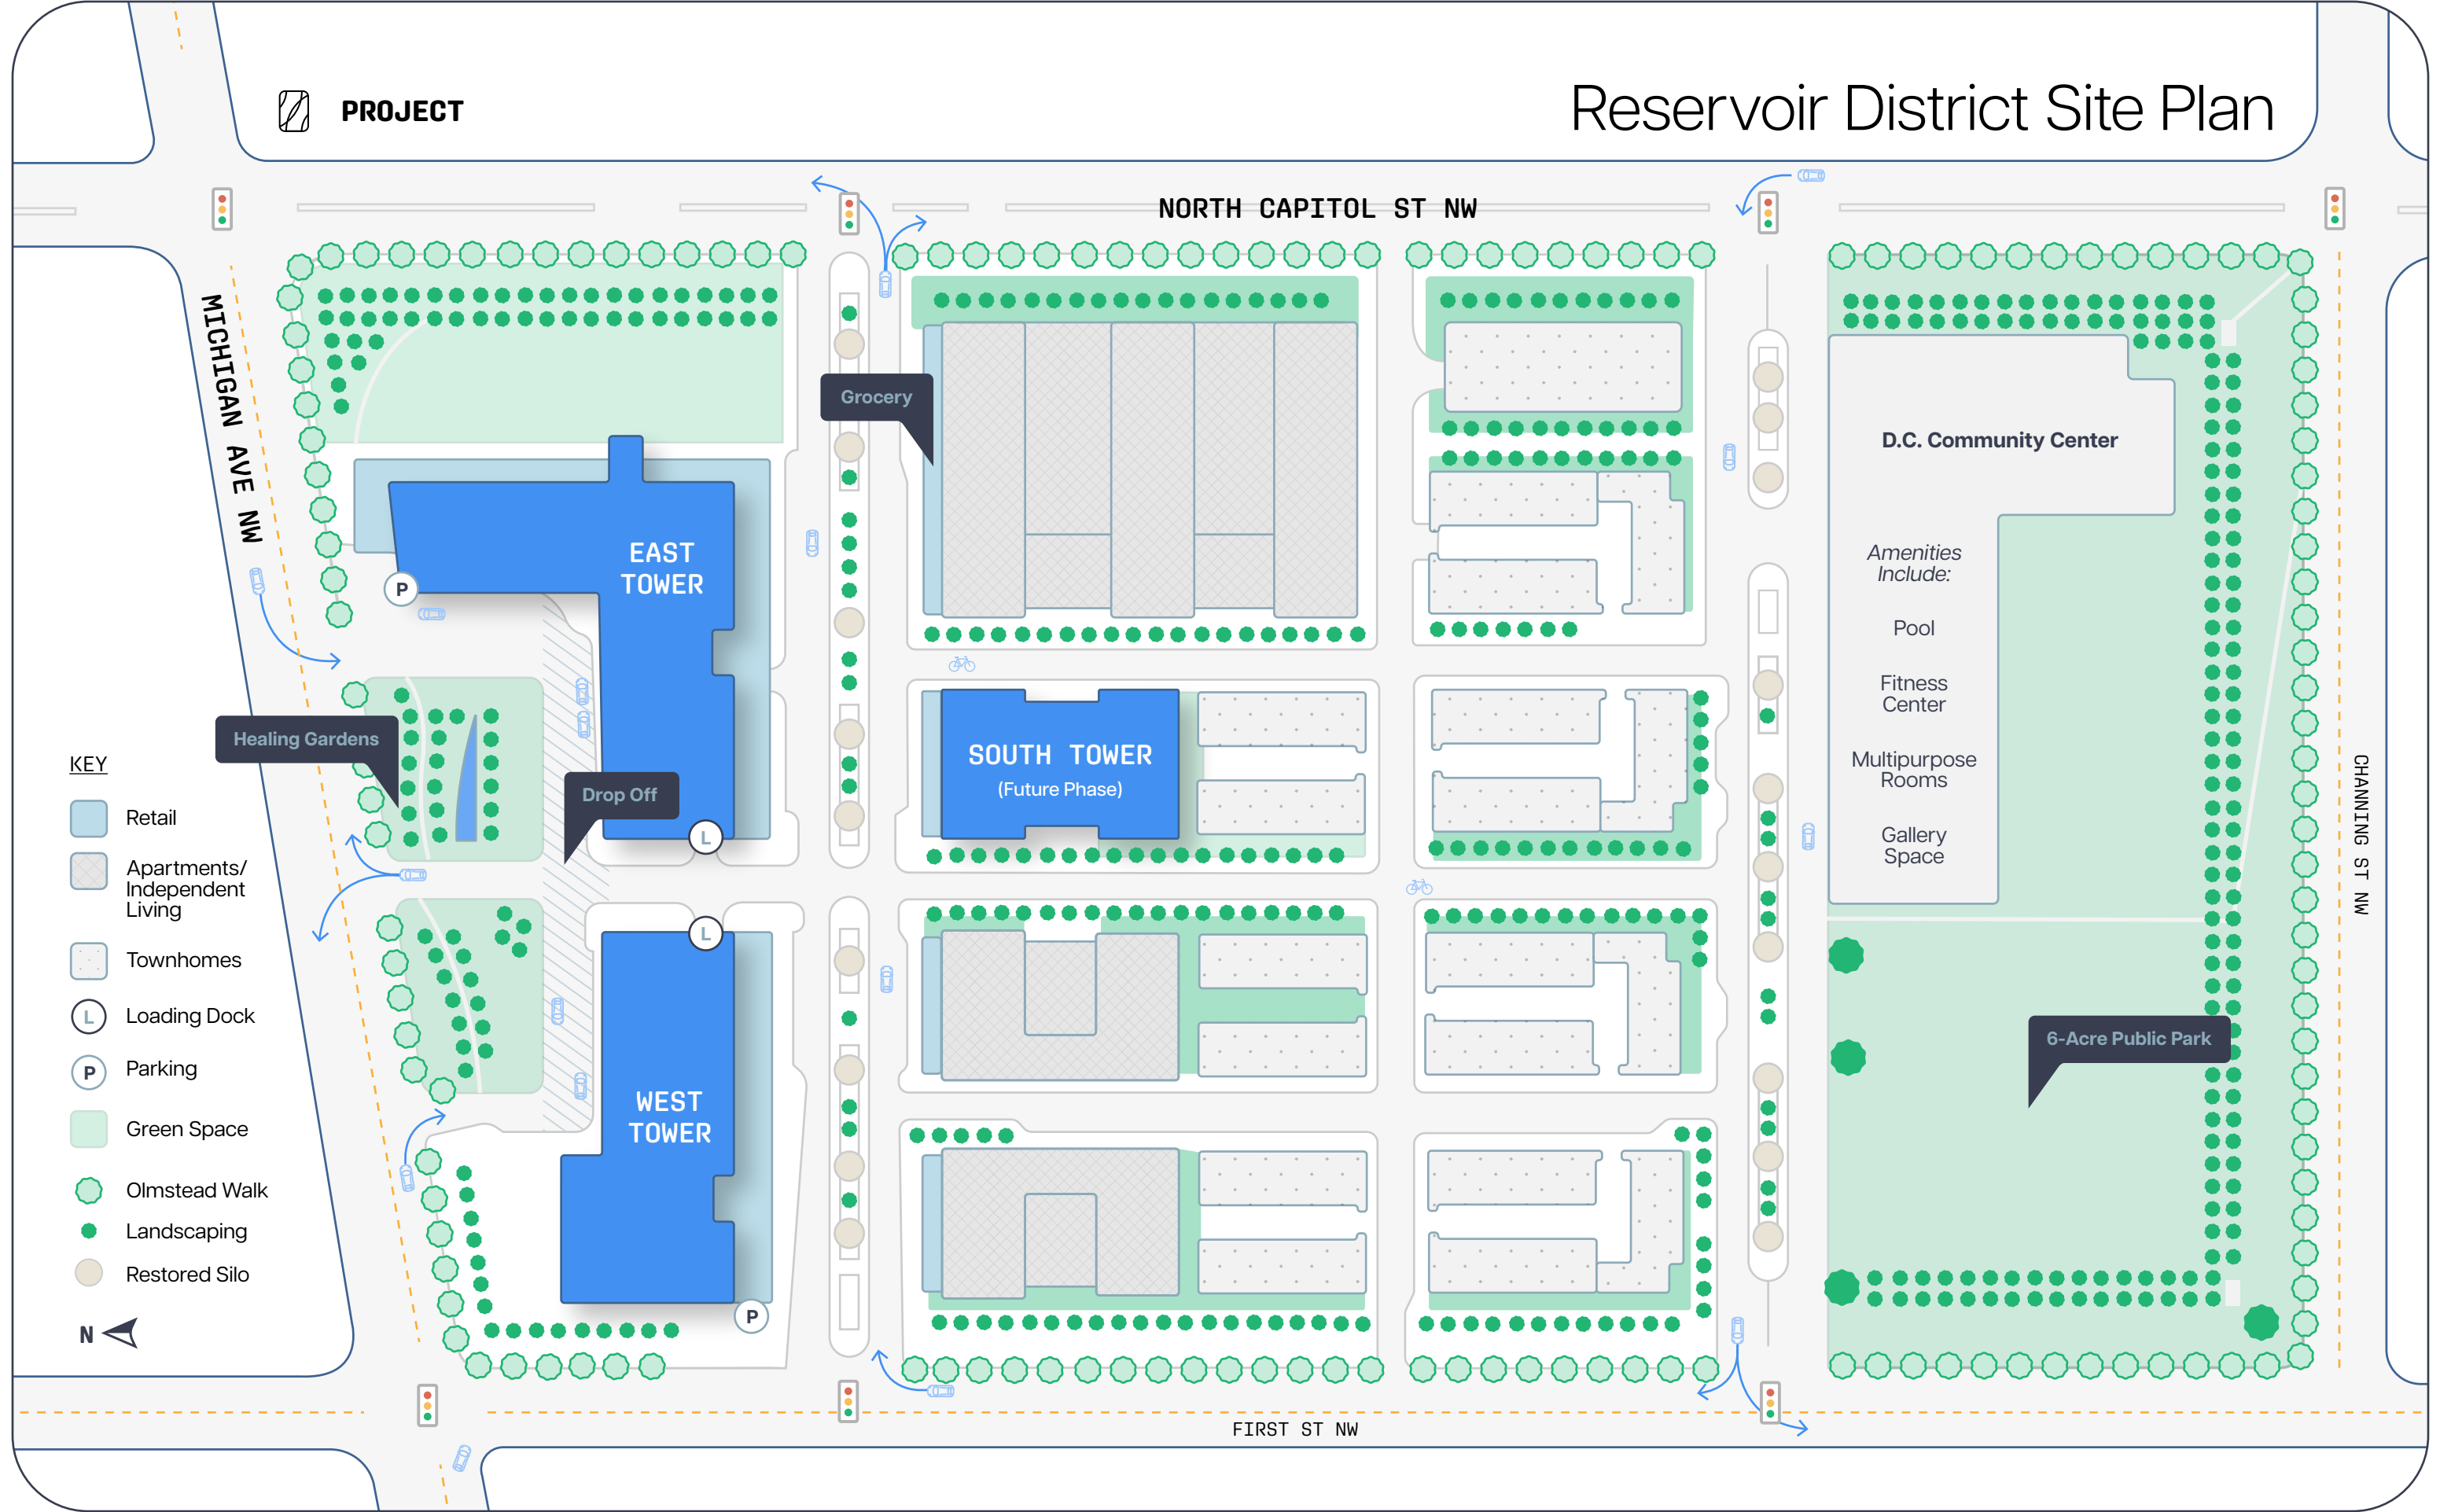 PROJECT
Reservoir District Site Plan
NORTH CAPITOL ST NW
MICHIGAN AVE NW
Grocery
D.C. Community Center
EAST
TOWER
Amenities
Include:
Pool
Fitness
Center
Multipurpose
Rooms
Gallery
Space
P
Healing Gardens
Drop Off
SOUTH TOWER
(Future Phase)
L
L
CHANNING ST NW
KEY
Retail
Apartments/
Independent
Living
Townhomes
L
Loading Dock
P
Parking
Green Space
Olmstead Walk
Landscaping
Restored Silo
N
6-Acre Public Park
WEST
TOWER
P
FIRST ST NW